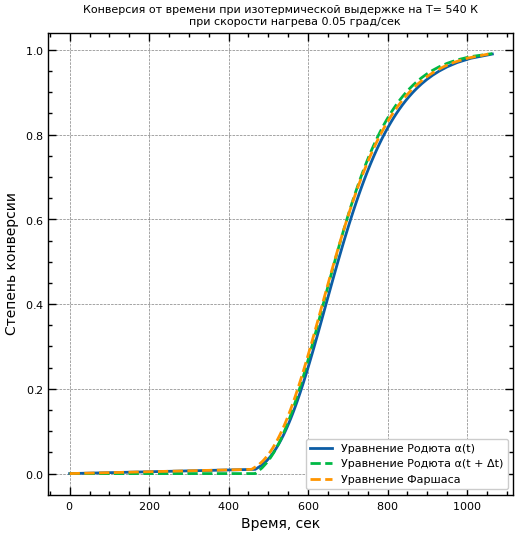 Конверсия от времени при изотермической выдержке на T= 540 К
при скорости нагрева 0.05 град/сек
Степень конверсии
1.0
0.8
0.6
0.4
0.2
0.0
Уравнение Родюта α(t)
Уравнение Родюта α(t + Δt)
Уравнение Фаршаса
0
200
400
600
800
1000
Время, сек